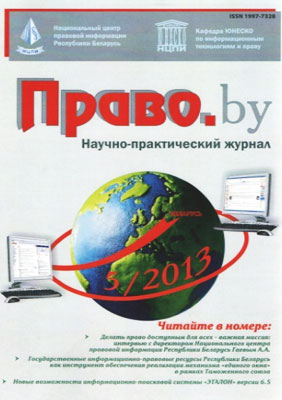 ISSN 1997-7328
Национальный центр
правовой информации
Республики Беларусь
Кафедра ЮНЕСКО
по информационным
технологиям и праву
НЦПИ
Право.by
Научно-практический журнал
БЕЛАРУСЬ
5/2013
Читайте в номере:
Делать право доступным для всех - важная миссия:
интервью с директором Национального центра
правовой информации Республики Беларусь Гаевым А.А.
Государственные информационно-правовые ресурсы Республики Беларусь
как инструмент обеспечения реализации механизма «единого окна»
в рамках Таможенного союза
Новые возможности информационно-поисковой системы «ЭТАЛОН» версии 6.5